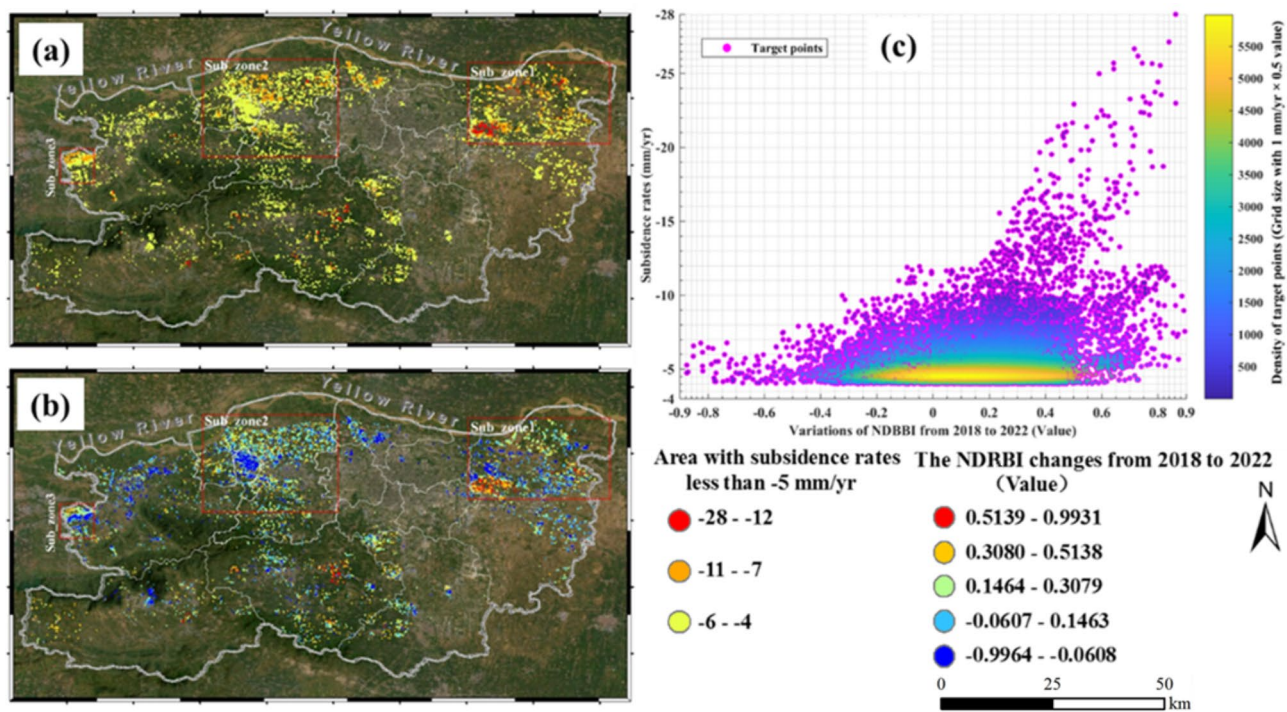 (a)
Yellow River
Yellow River
Sub_zone2
Sub_zone1
Sub_zone3
(b)
Yellow River
Yellow River
Sub_zone2
Sub_zone1
Sub_zone3
(c)
Target points
Subsidence rates (mm/yr)
-28
-25
-20
-15
-10
-5
-4
-0.9 -0.8 -0.6 -0.4 -0.2 0 0.2 0.4 0.6 0.8 0.9
Variations of NDBBI from 2018 to 2022 (Value)
5500
5000
4500
4000
3500
3000
2500
2000
1500
1000
500
Density of target points (Grid size with 1 mm/yr × 0.5 value)
Area with subsidence rates
less than -5 mm/yr
-28 - -12
-11 - -7
-6 - -4
The NDRBI changes from 2018 to 2022
(Value)
0.5139 - 0.9931
0.3080 - 0.5138
0.1464 - 0.3079
-0.0607 - 0.1463
-0.9964 - -0.0608
N
0 25 50
km